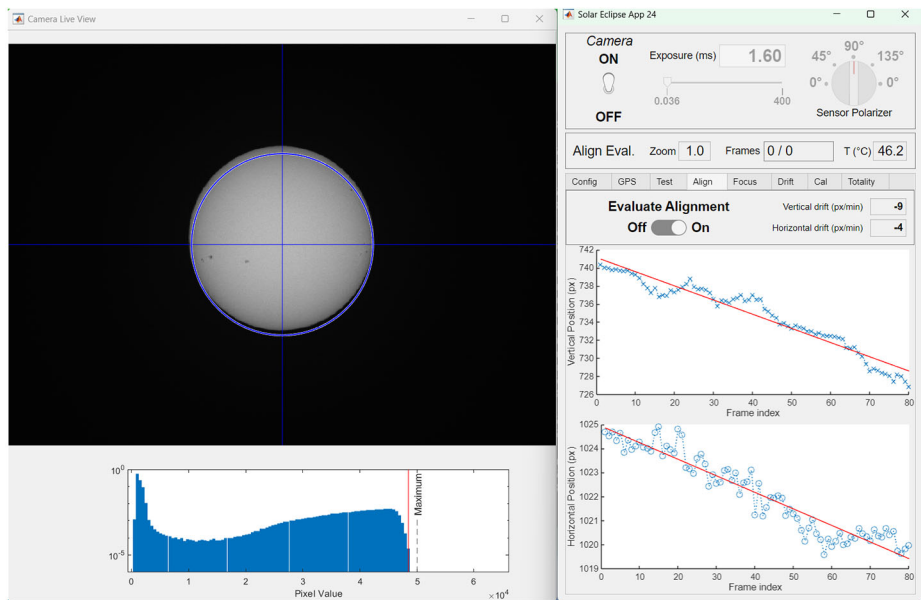 Camera Live View
10^0
10^-5
Maximum
0
1
2
3
4
5
6
Pixel Value
×10^4
Solar Eclipse App 24
Camera
ON
OFF
Exposure (ms)
1.60
0.036
400
90°
45°
135°
0°
0°
Sensor Polarizer
Align Eval.
Zoom
1.0
Frames
0 / 0
T (°C)
46.2
Config
GPS
Test
Align
Focus
Drift
Cal
Totality
Evaluate Alignment
Off
On
Vertical drift (px/min)
-9
Horizontal drift (px/min)
-4
742
740
738
736
734
732
730
728
726
Vertical Position (px)
0
10
20
30
40
50
60
70
80
Frame index
1025
1024
1023
1022
1021
1020
1019
Horizontal Position (px)
0
10
20
30
40
50
60
70
80
Frame index